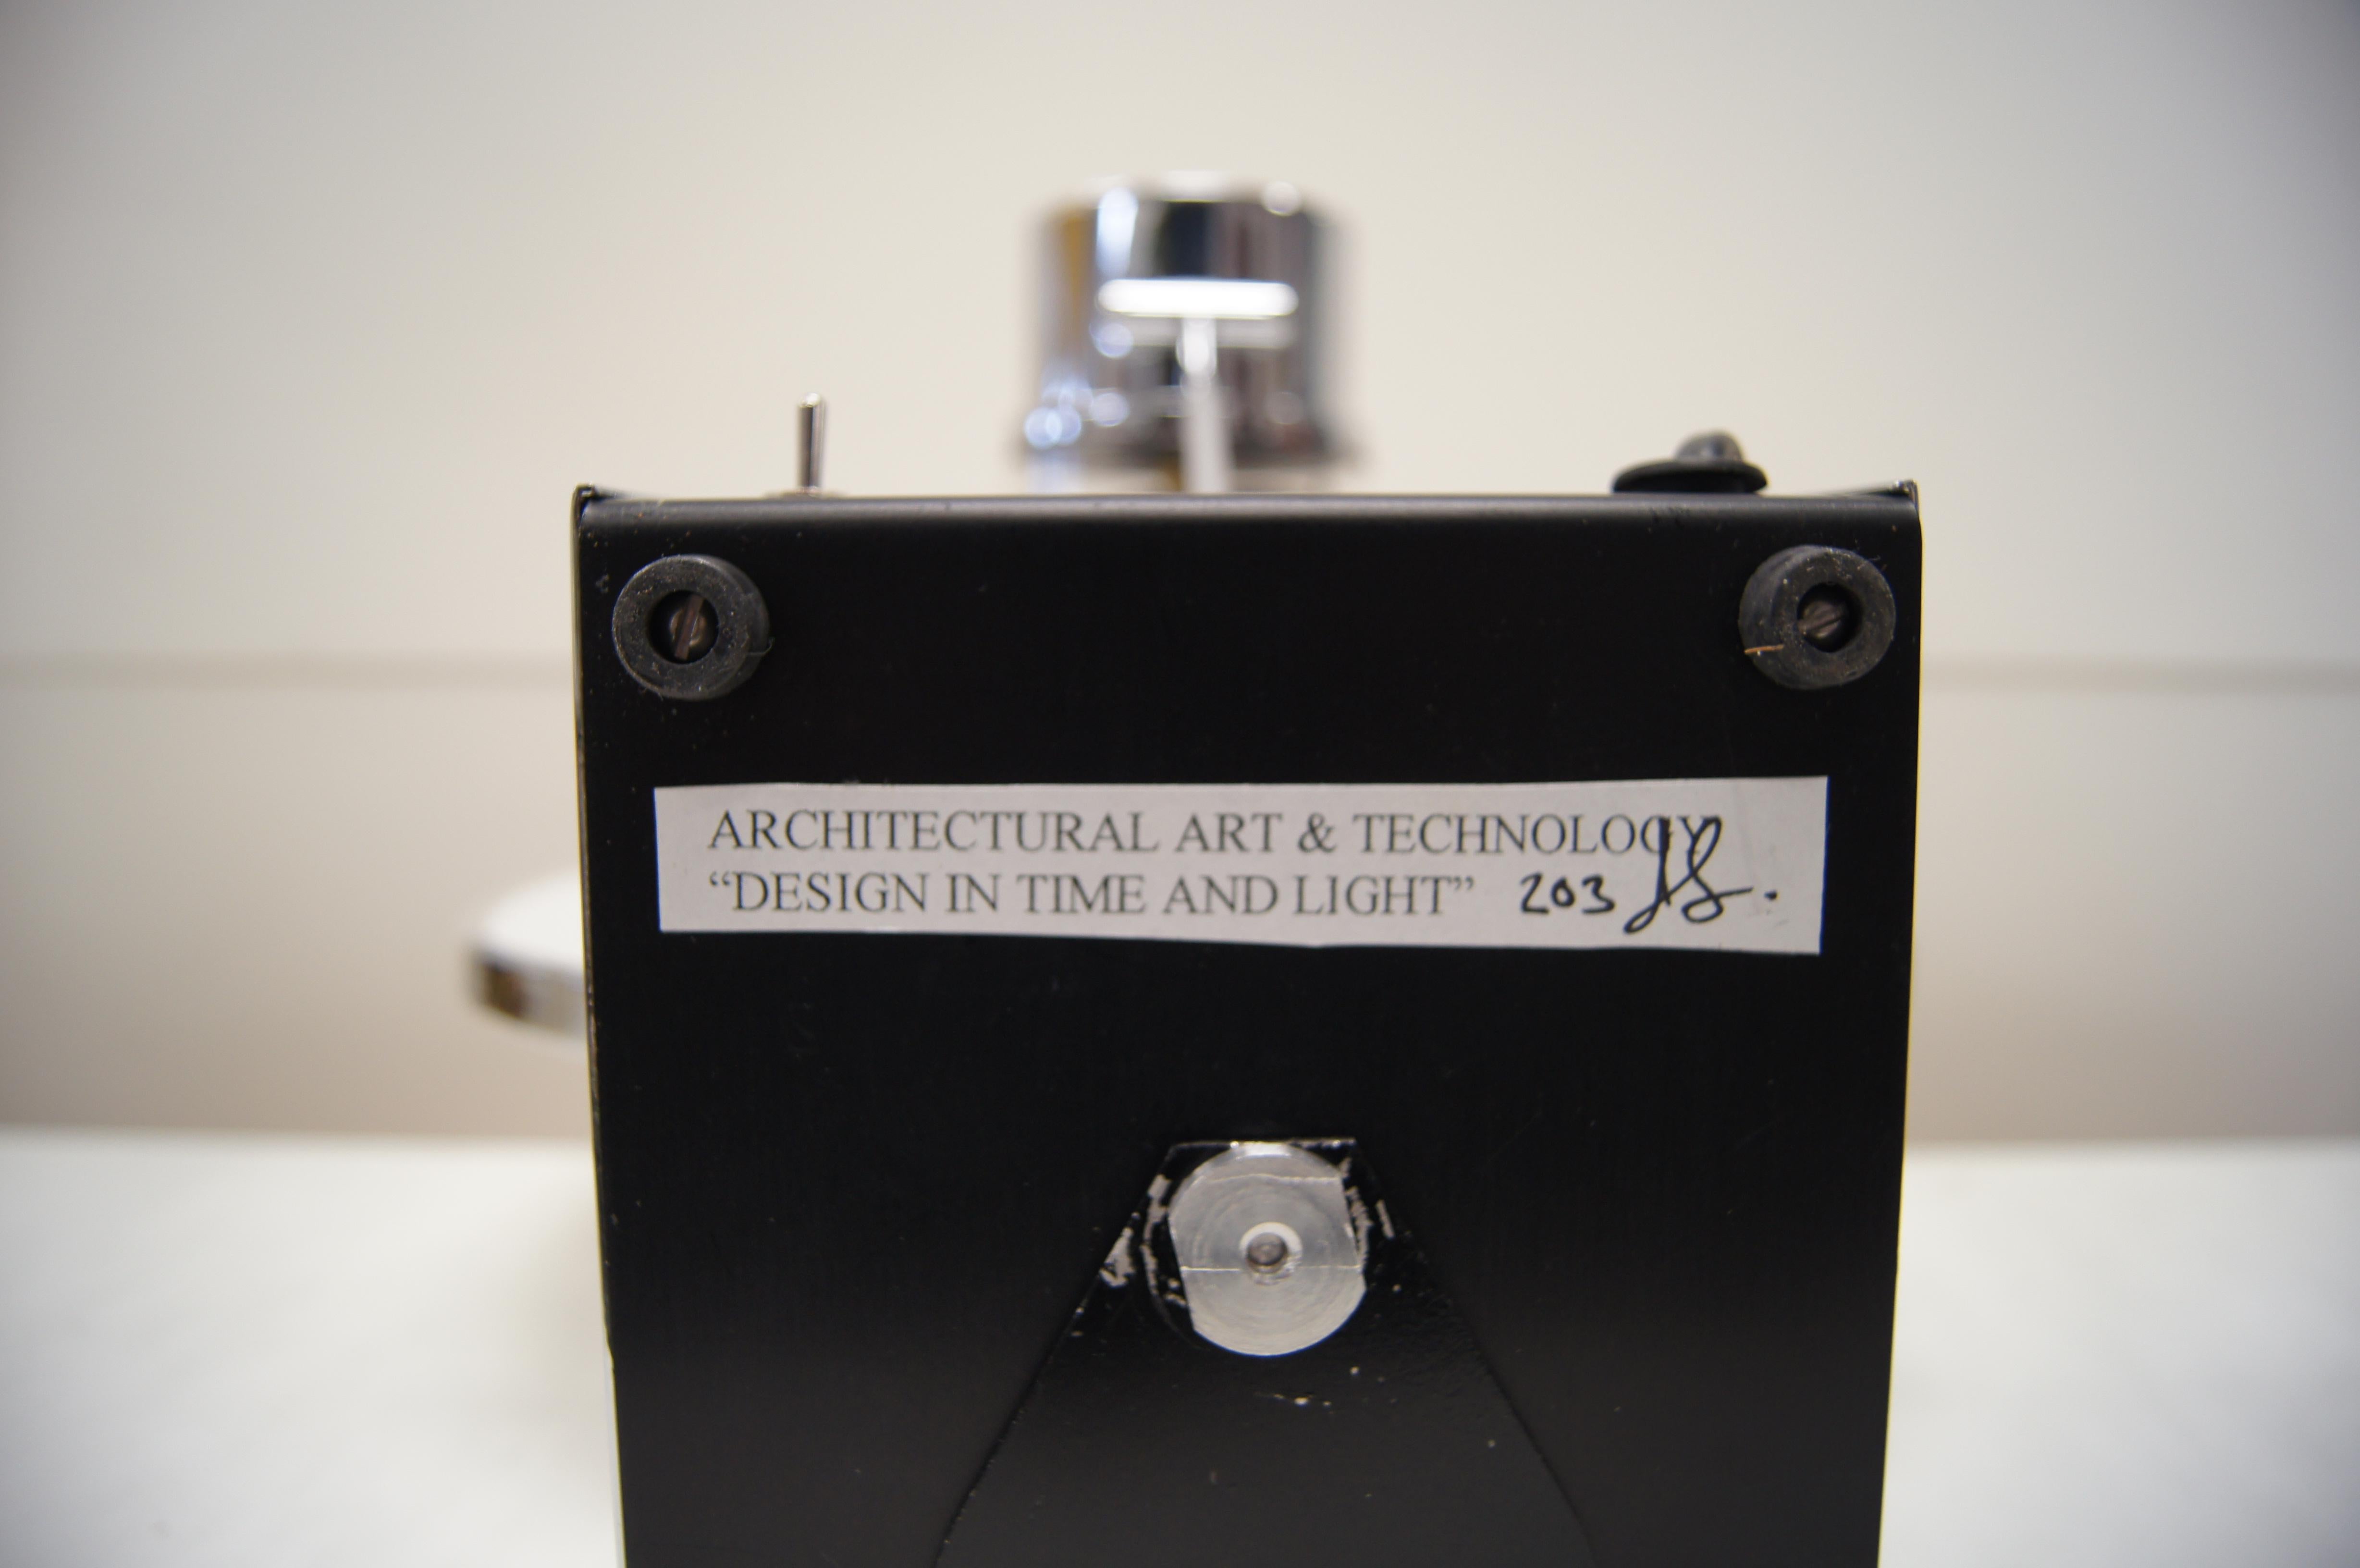 ARCHITECTURAL ART & TECHNOLOGY
“DESIGN IN TIME AND LIGHT” 203